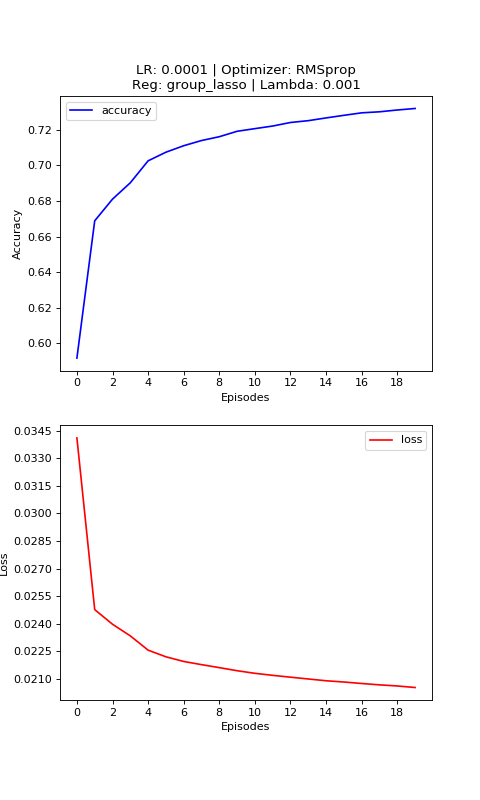 LR: 0.0001 | Optimizer: RMSprop
Reg: group_lasso | Lambda: 0.001
accuracy
0.72
0.70
0.68
0.66
0.64
0.62
0.60
Accuracy
0 2 4 6 8 10 12 14 16 18
Episodes
loss
0.0345
0.0330
0.0315
0.0300
0.0285
0.0270
0.0255
0.0240
0.0225
0.0210
Loss
0 2 4 6 8 10 12 14 16 18
Episodes